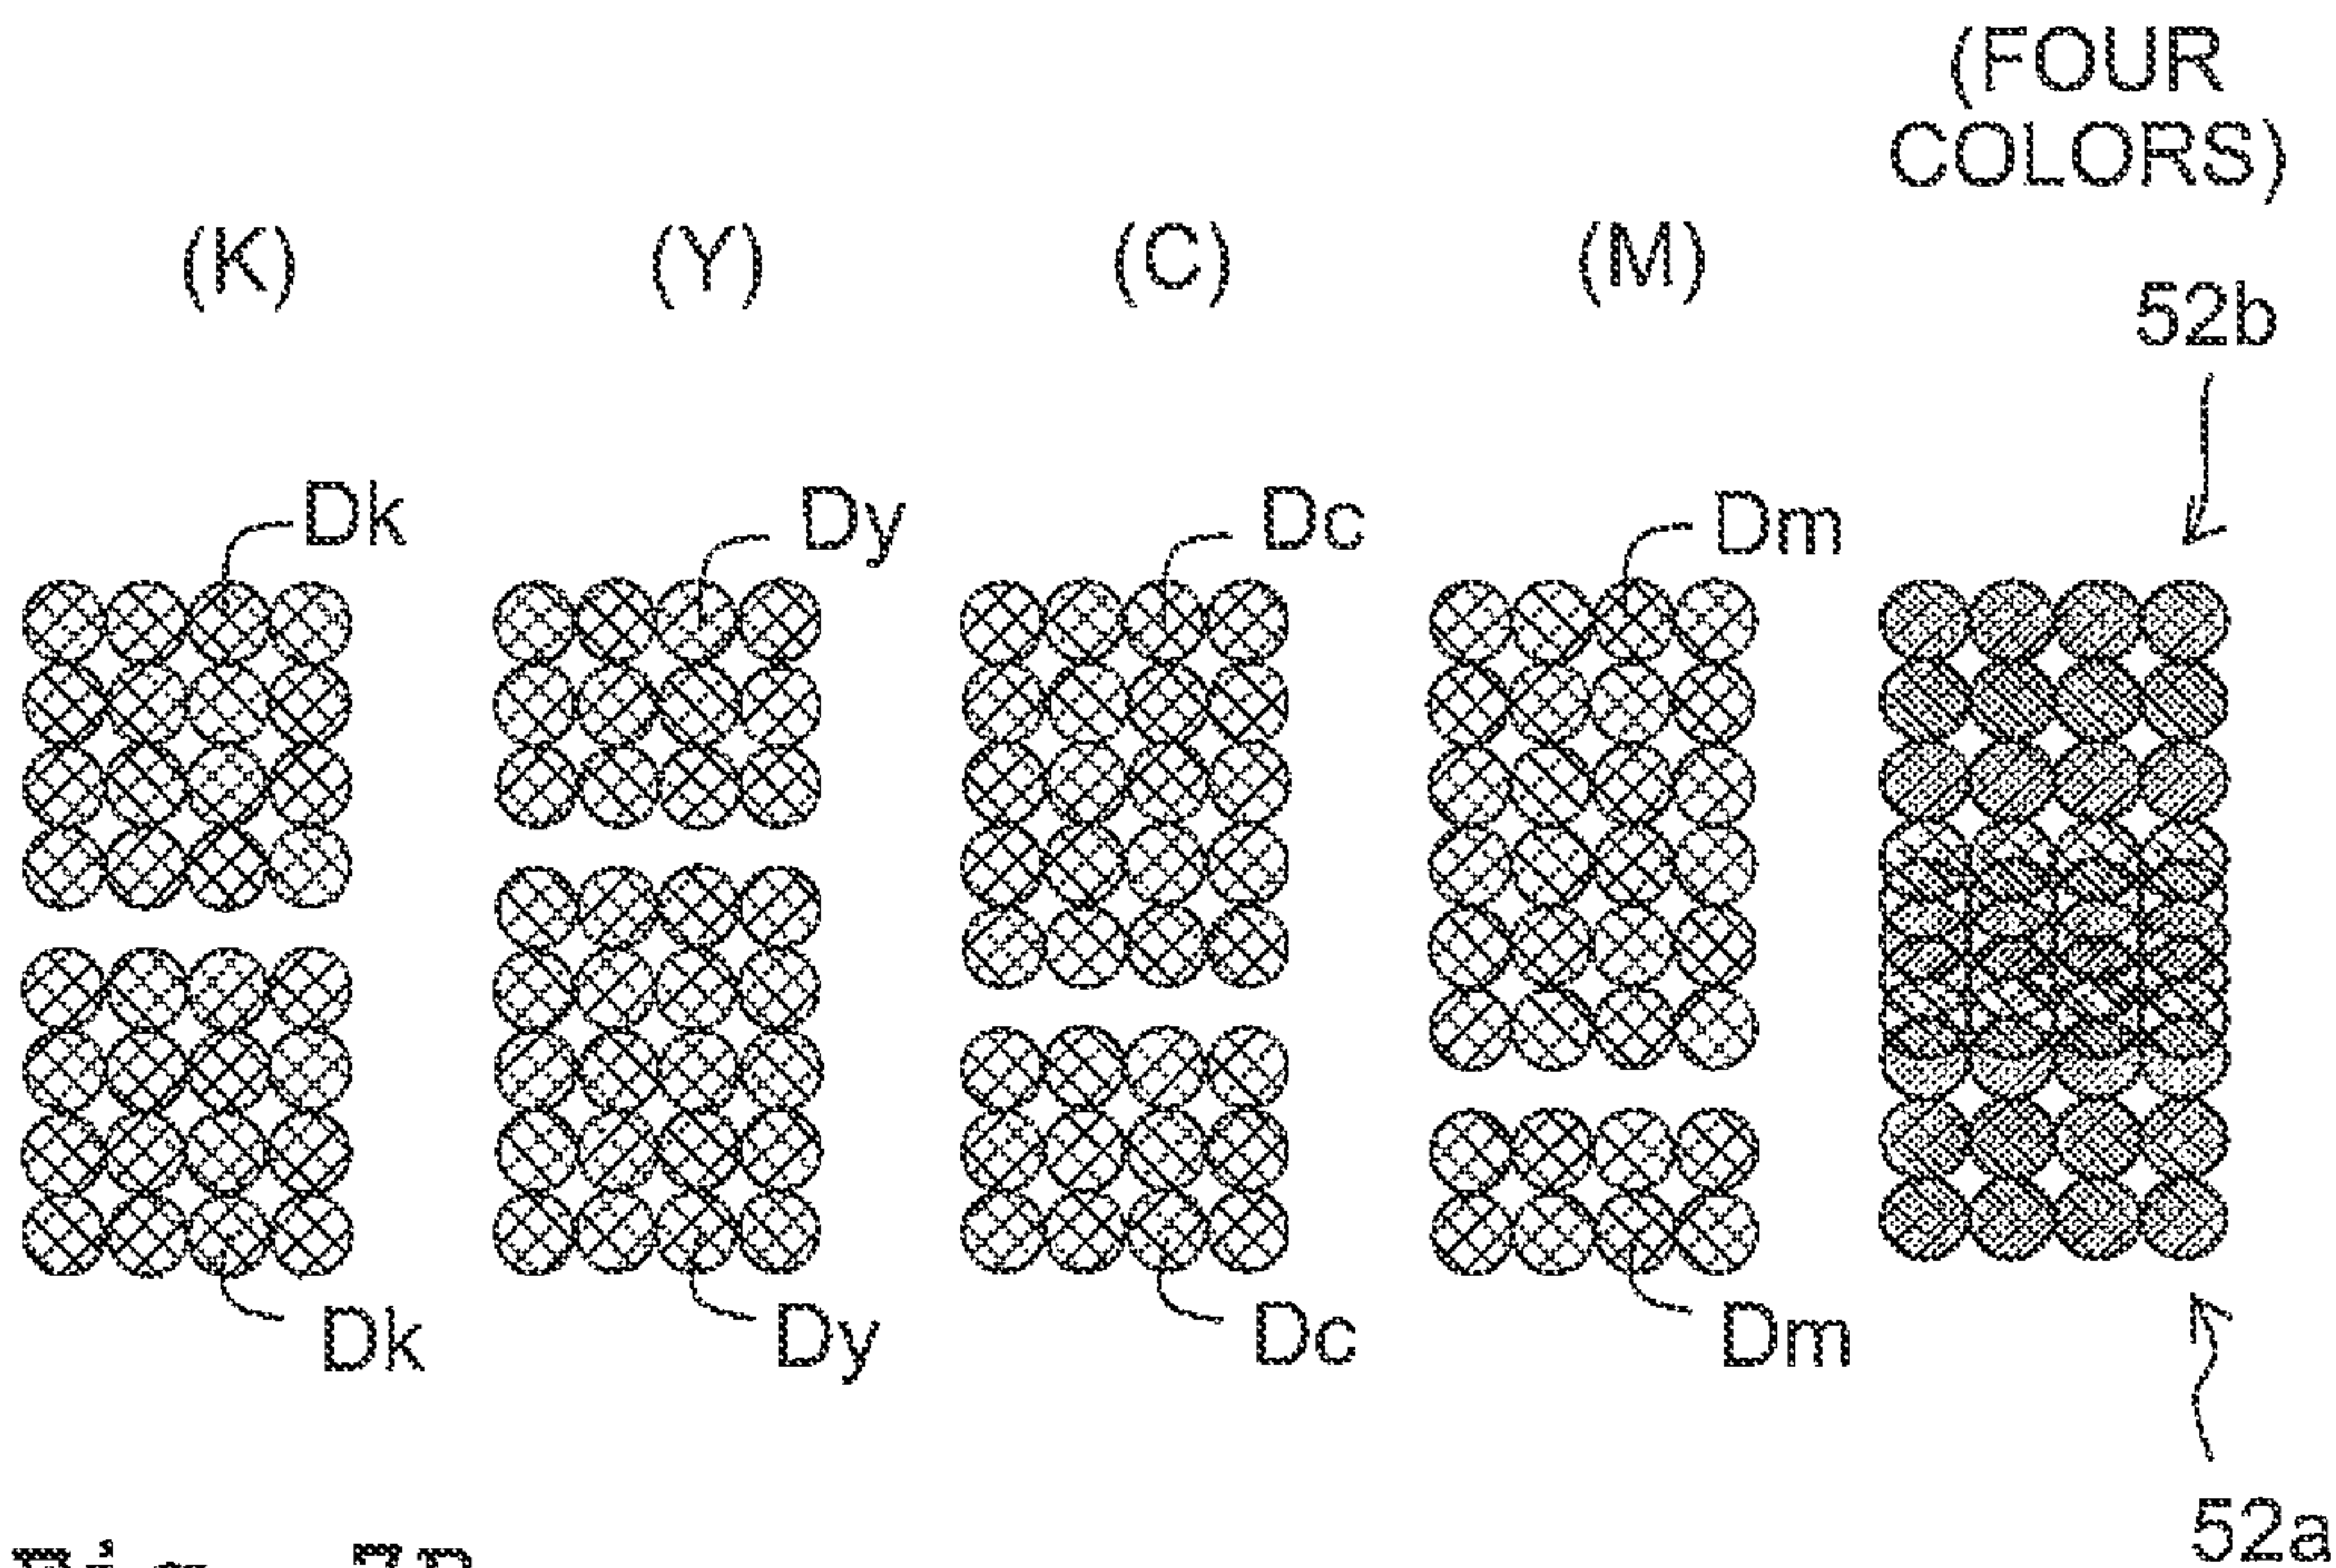 (FOUR
COLORS)
(K) (Y) (C) (M)
52b
Dk Dy Dc Dm
Dk Dy Dc Dm
52a